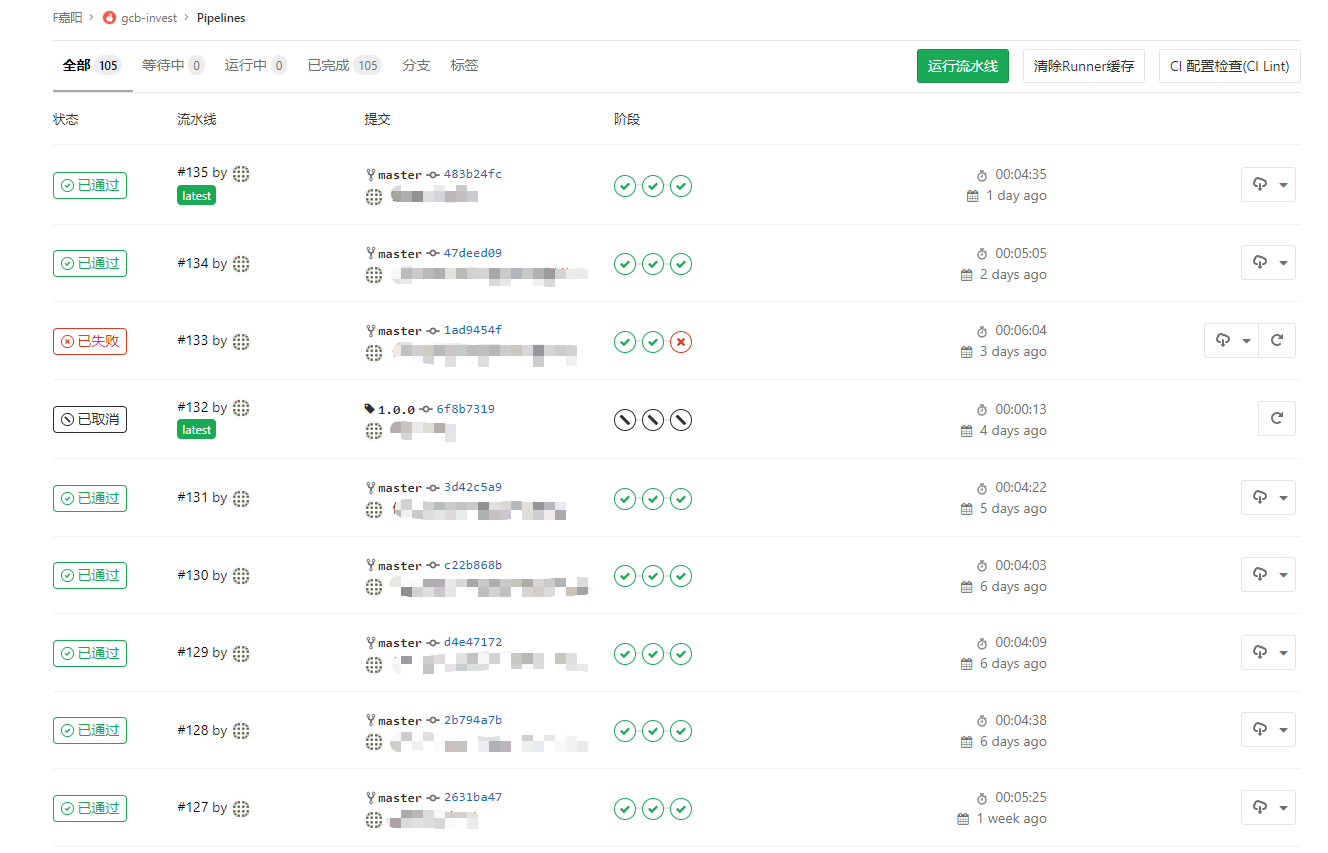 F嘉阳 › gcb-invest › Pipelines
全部 105 等待中 0 运行中 0 已完成 105 分支 标签 运行流水线 清除Runner缓存 CI 配置检查(CI Lint)
状态 流水线 提交 阶段
已通过 #135 by master 483b24fc 00:04:35
latest 1 day ago
已通过 #134 by master 47deed09 00:05:05
2 days ago
已失败 #133 by master 1ad9454f 00:06:04
3 days ago
已取消 #132 by 1.0.0 6f8b7319 00:00:13
latest 4 days ago
已通过 #131 by master 3d42c5a9 00:04:22
5 days ago
已通过 #130 by master c22b868b 00:04:03
6 days ago
已通过 #129 by master d4e47172 00:04:09
6 days ago
已通过 #128 by master 2b794a7b 00:04:38
6 days ago
已通过 #127 by master 2631ba47 00:05:25
1 week ago